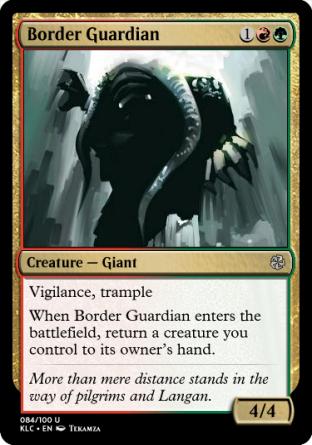 Border Guardian 1
Creature — Giant
Vigilance, trample
When Border Guardian enters the
battlefield, return a creature you
control to its owner's hand.
More than mere distance stands in the
way of pilgrims and Langan.
4/4
084/100 U
KLC • EN Tekamza